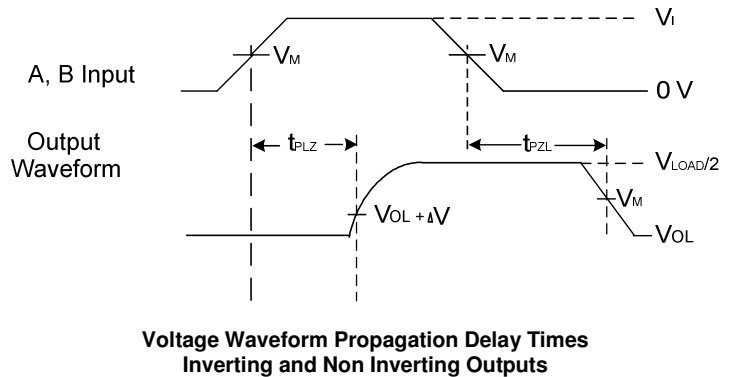 VI
VM
VM
A, B Input
0 V
Output
Waveform
tPLZ
tPZL
VLOAD/2
VM
VOL + ΔV
VOL
Voltage Waveform Propagation Delay Times
Inverting and Non Inverting Outputs